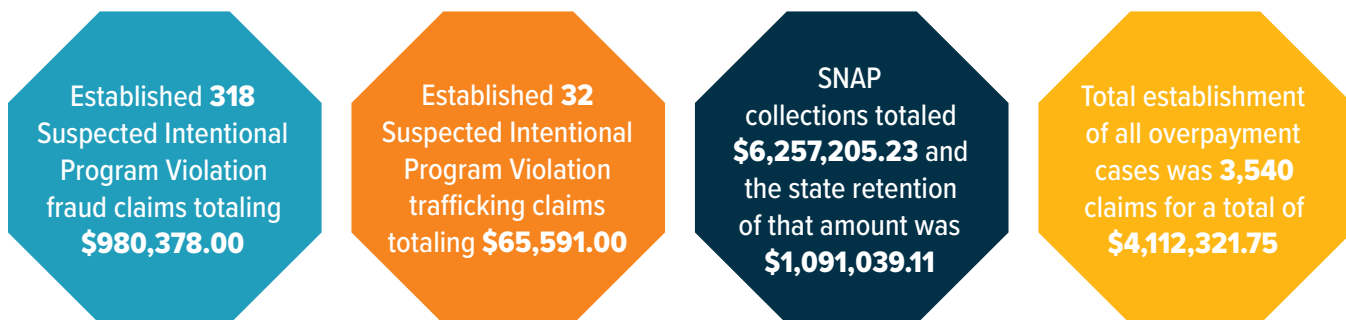 Established 318
Suspected Intentional
Program Violation
fraud claims totaling
$980,378.00
Established 32
Suspected Intentional
Program Violation
trafficking claims
totaling $65,591.00
SNAP
collections totaled
$6,257,205.23 and
the state retention
of that amount was
$1,091,039.11
Total establishment
of all overpayment
cases was 3,540
claims for a total of
$4,112,321.75